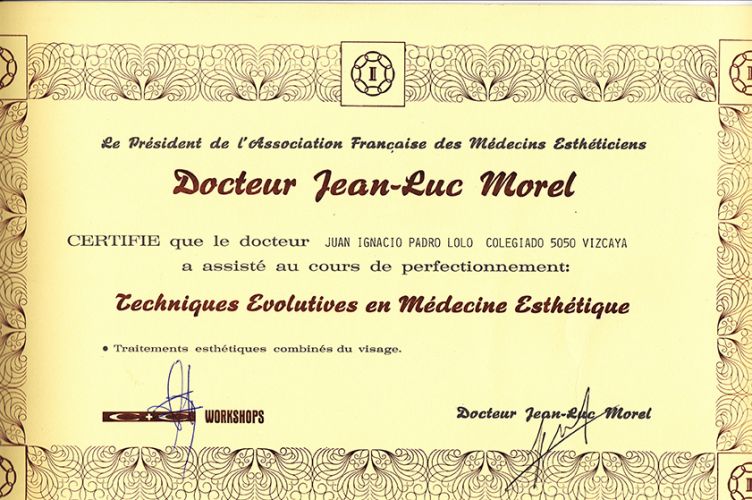 Le Président de l'Association Française des Médecins Esthéticiens
Docteur Jean-Luc Morel
CERTIFIE que le docteur JUAN IGNACIO PADRO LOLO COLEGIADO 5050 VIZCAYA
a assisté au cours de perfectionnement:
Techniques Evolutives en Médecine Esthétique
• Traitements esthétiques combinés du visage.
C+C WORKSHOPS
Docteur Jean-Luc Morel